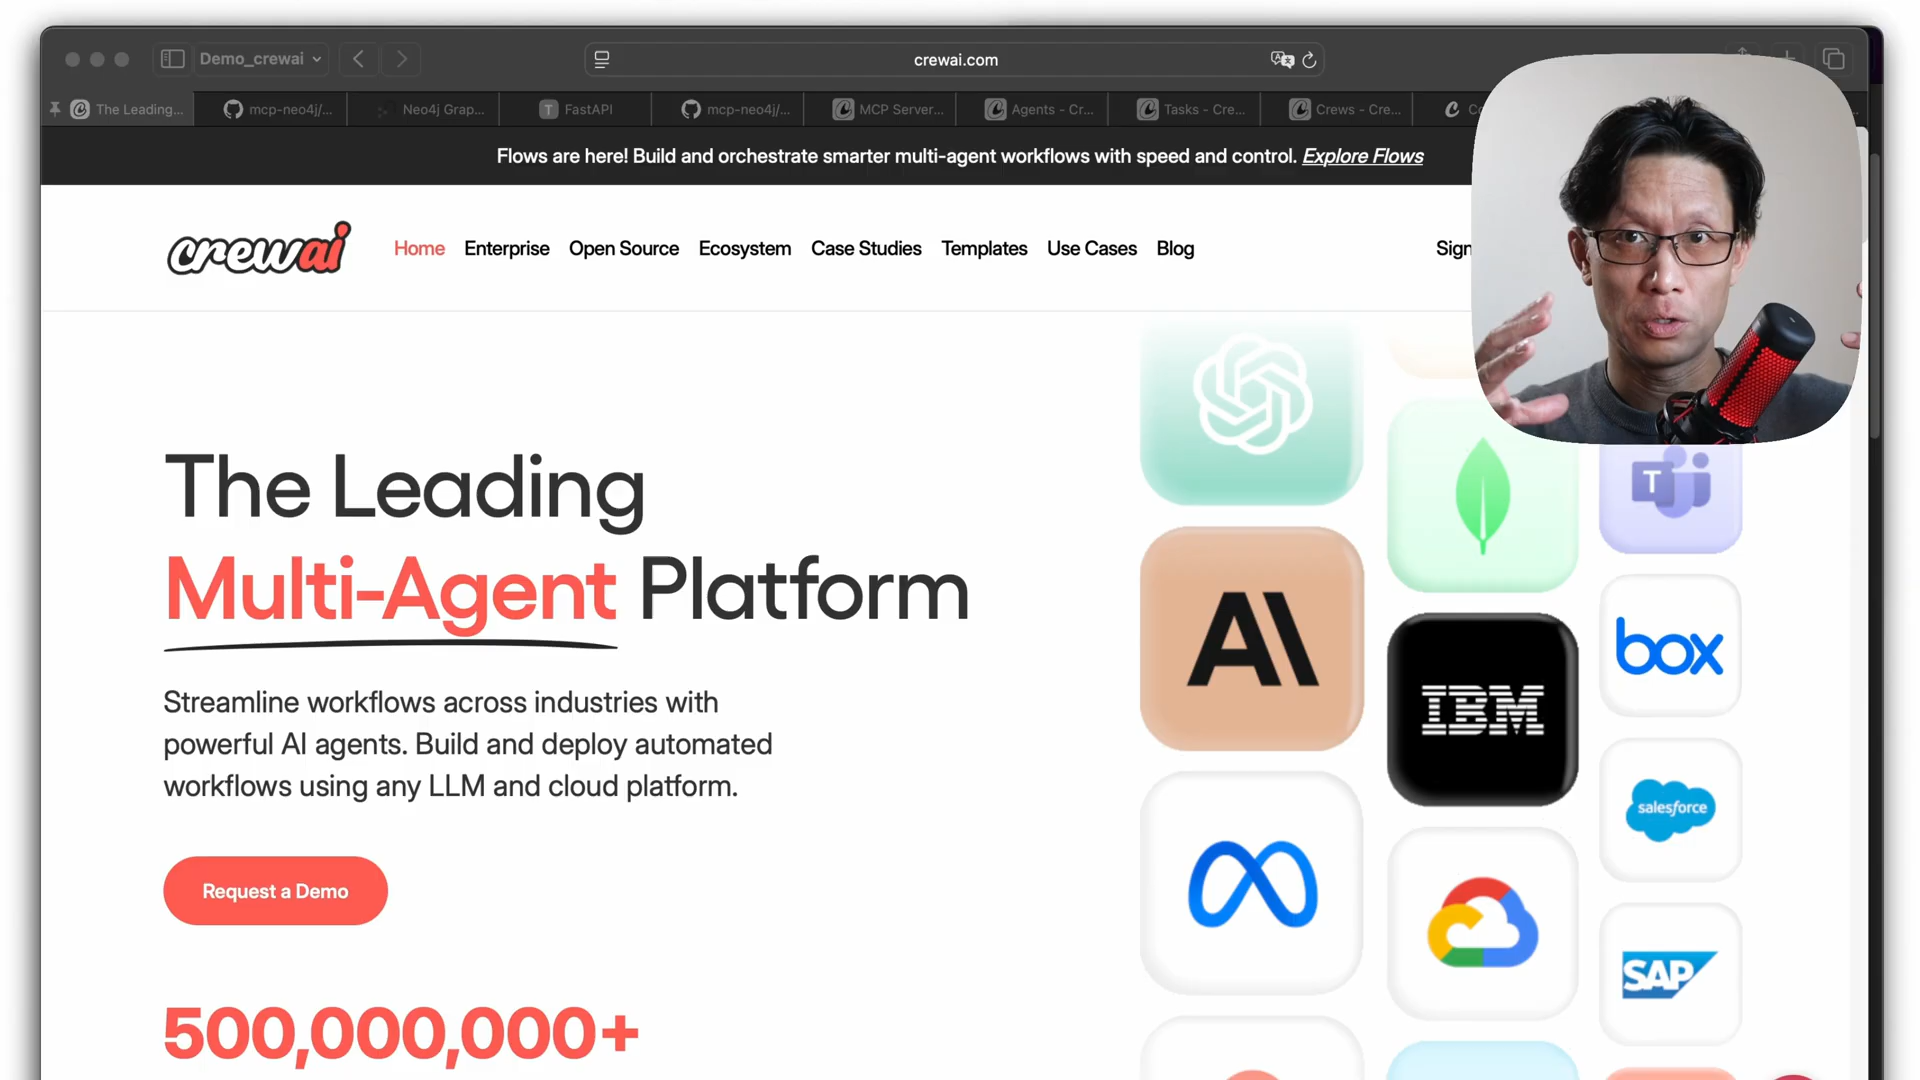 Demo_crewai
crewai.com
The Leading...
mcp-neo4j/...
Neo4j Grap...
FastAPI
mcp-neo4j/...
MCP Server...
Agents - Cr...
Tasks - Cre...
Crews - Cre...
Flows are here! Build and orchestrate smarter multi-agent workflows with speed and control. Explore Flows
crewai
Home
Enterprise
Open Source
Ecosystem
Case Studies
Templates
Use Cases
Blog
Sign
The Leading
Multi-Agent Platform
Streamline workflows across industries with
powerful AI agents. Build and deploy automated
workflows using any LLM and cloud platform.
Request a Demo
500,000,000+
AI
T
IBM
box
salesforce
SAP